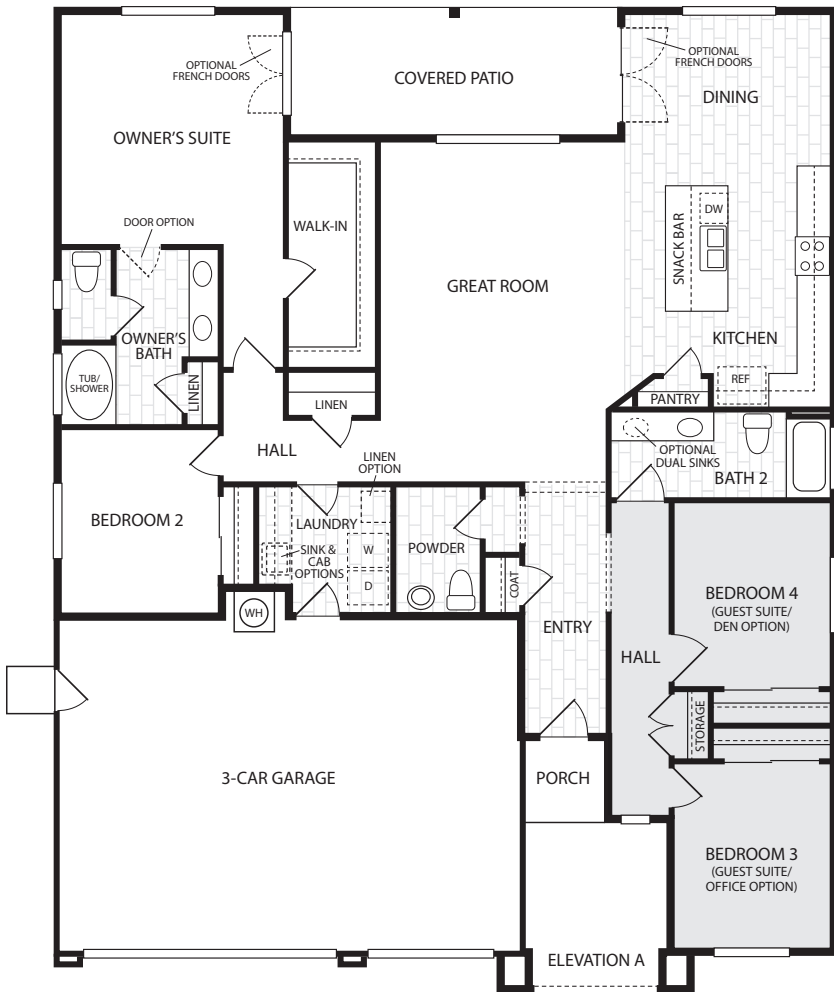 OPTIONAL
FRENCH DOORS
COVERED PATIO
OPTIONAL
FRENCH DOORS
DINING
OWNER'S SUITE
DOOR OPTION
WALK-IN
SNACK BAR
DW
GREAT ROOM
KITCHEN
OWNER'S
BATH
TUB/
SHOWER
LINEN
LINEN
REF
PANTRY
HALL
LINEN
OPTION
OPTIONAL
DUAL SINKS
BATH 2
BEDROOM 2
LAUNDRY
SINK &
CAB
OPTIONS
W
D
POWDER
COAT
WH
ENTRY
HALL
BEDROOM 4
(GUEST SUITE/
DEN OPTION)
STORAGE
3-CAR GARAGE
PORCH
BEDROOM 3
(GUEST SUITE/
OFFICE OPTION)
ELEVATION A